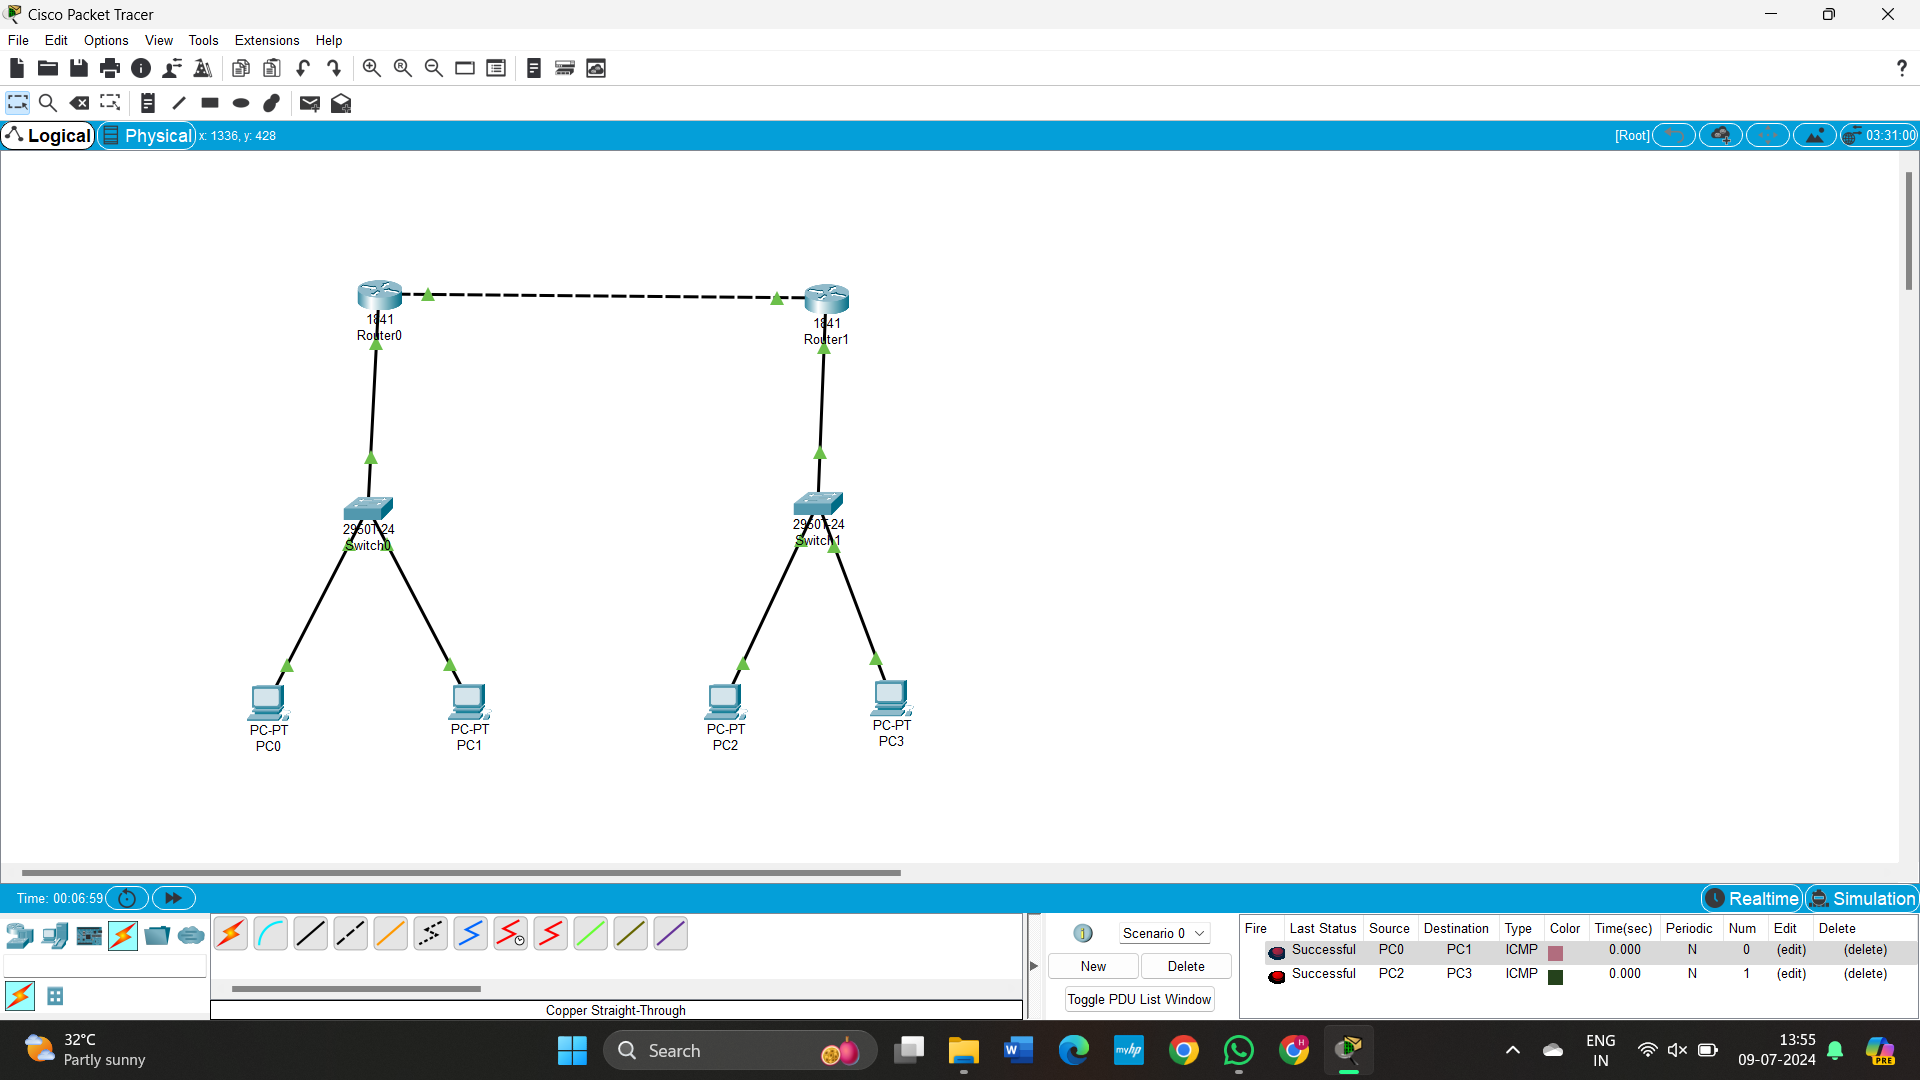 Cisco Packet Tracer
File Edit Options View Tools Extensions Help
?
Logical Physical x: 1336, y: 428 [Root] 03:31:00
1841
Router0
1841
Router1
2950T-24
Switch0
2950T-24
Switch1
PC-PT
PC0
PC-PT
PC1
PC-PT
PC2
PC-PT
PC3
Time: 00:06:59 Realtime Simulation
Scenario 0
New Delete
Toggle PDU List Window
Fire Last Status Source Destination Type Color Time(sec) Periodic Num Edit Delete
Successful PC0 PC1 ICMP 0.000 N 0 (edit) (delete)
Successful PC2 PC3 ICMP 0.000 N 1 (edit) (delete)
Copper Straight-Through
32°C
Partly sunny
Search
myhp
H
ENG
IN
13:55
09-07-2024
PRE